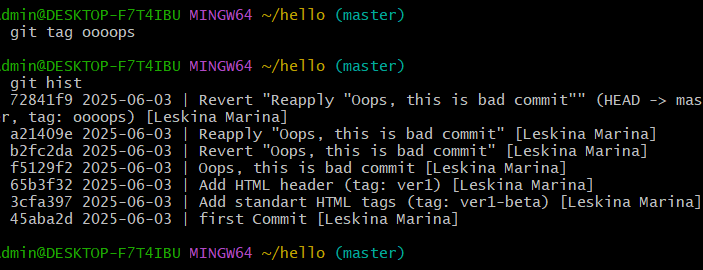 dmin@DESKTOP-F7T4IBU MINGW64 ~/hello (master)
git tag oooops
dmin@DESKTOP-F7T4IBU MINGW64 ~/hello (master)
git hist
72841f9 2025-06-03 | Revert "Reapply "Oops, this is bad commit"" (HEAD -> mas
r, tag: oooops) [Leskina Marina]
a21409e 2025-06-03 | Reapply "Oops, this is bad commit" [Leskina Marina]
b2fc2da 2025-06-03 | Revert "Oops, this is bad commit" [Leskina Marina]
f5129f2 2025-06-03 | Oops, this is bad commit [Leskina Marina]
65b3f32 2025-06-03 | Add HTML header (tag: ver1) [Leskina Marina]
3cfa397 2025-06-03 | Add standart HTML tags (tag: ver1-beta) [Leskina Marina]
45aba2d 2025-06-03 | first Commit [Leskina Marina]
dmin@DESKTOP-F7T4IBU MINGW64 ~/hello (master)